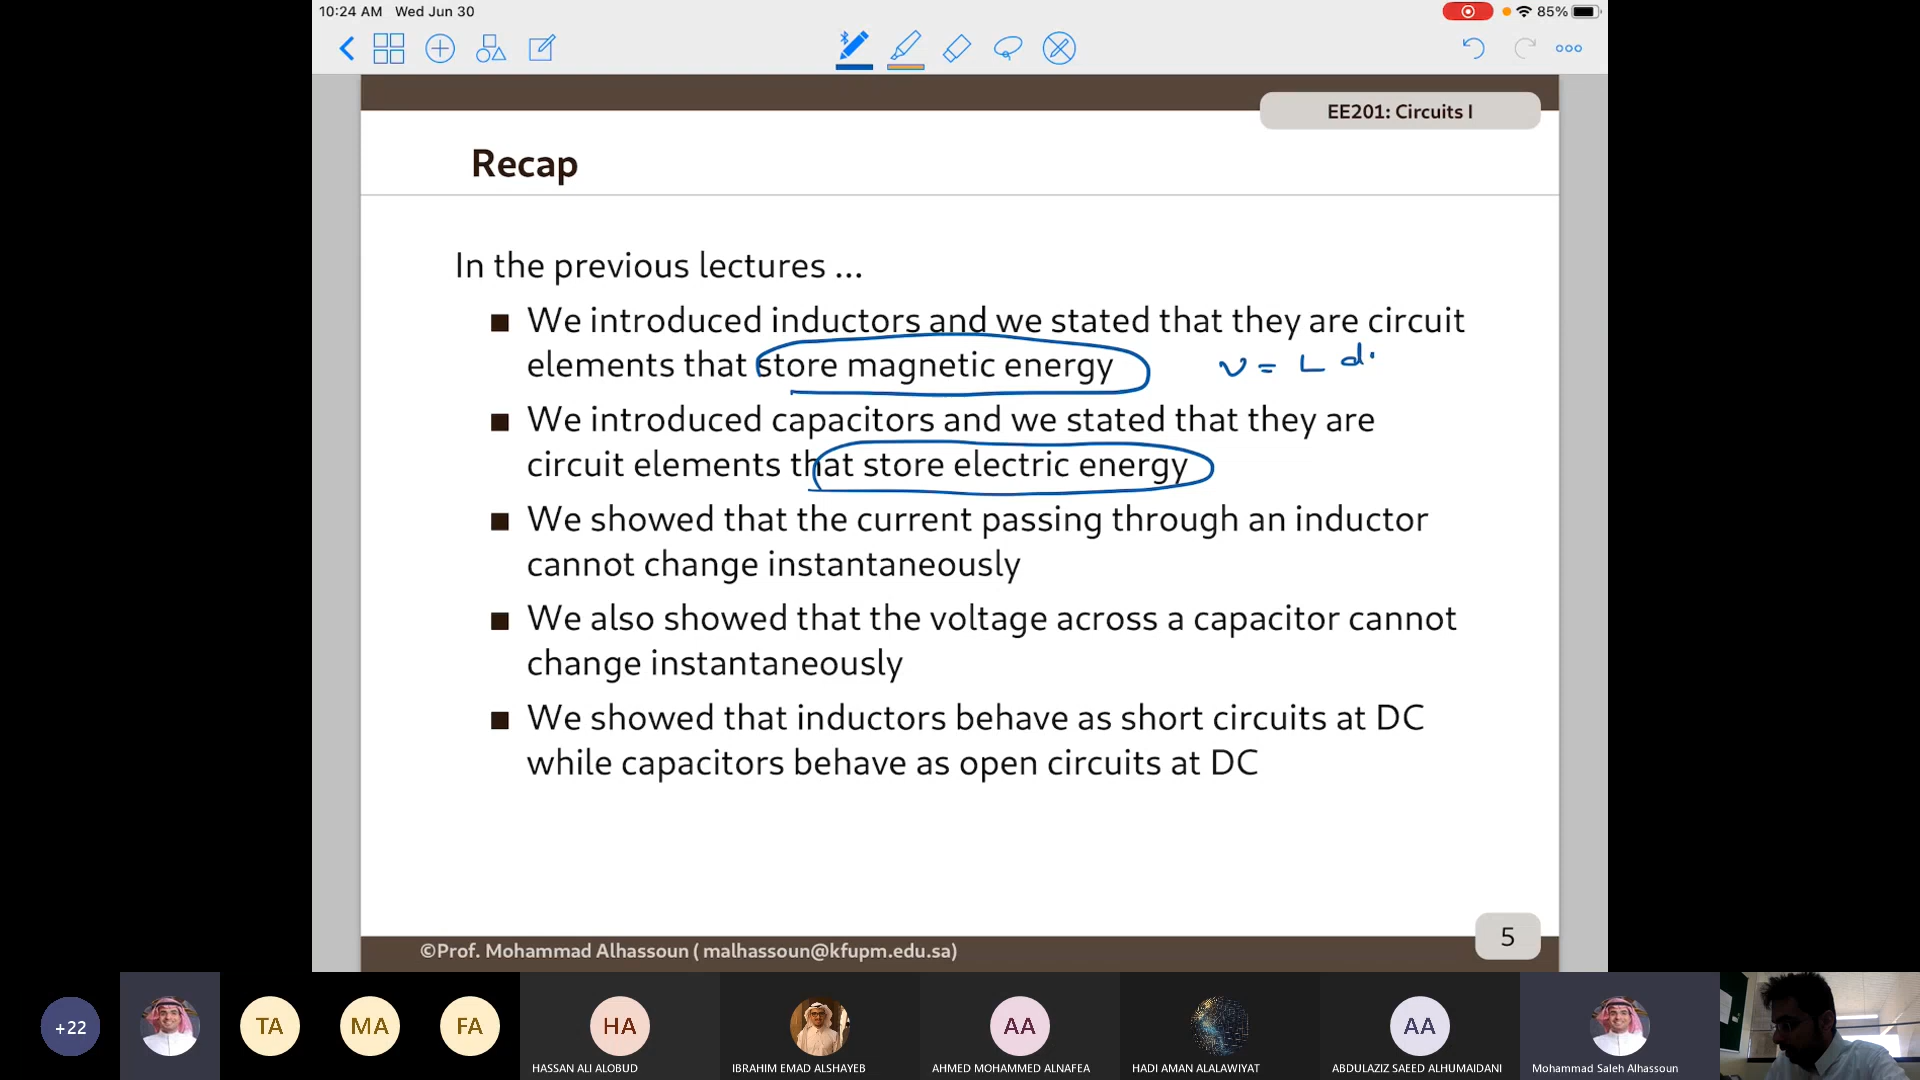 10:24 AM Wed Jun 30
85%
EE201: Circuits I
Recap
In the previous lectures ...
We introduced inductors and we stated that they are circuit
elements that store magnetic energy
v = L d
We introduced capacitors and we stated that they are
circuit elements that store electric energy
We showed that the current passing through an inductor
cannot change instantaneously
We also showed that the voltage across a capacitor cannot
change instantaneously
We showed that inductors behave as short circuits at DC
while capacitors behave as open circuits at DC
©Prof. Mohammad Alhassoun ( malhassoun@kfupm.edu.sa)
5
+22
TA
MA
FA
HA
AA
AA
HASSAN ALI ALOBUD
IBRAHIM EMAD ALSHAYEB
AHMED MOHAMMED ALNAFEA
HADI AMAN ALALAWIYAT
ABDULAZIZ SAEED ALHUMAIDANI
Mohammad Saleh Alhassoun